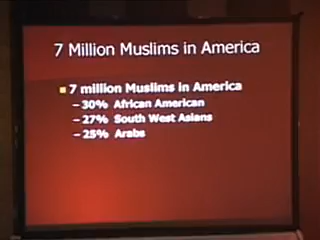 7 Million Muslims in America
7 million Muslims in America
– 30% African American
– 27% South West Asians
– 25% Arabs